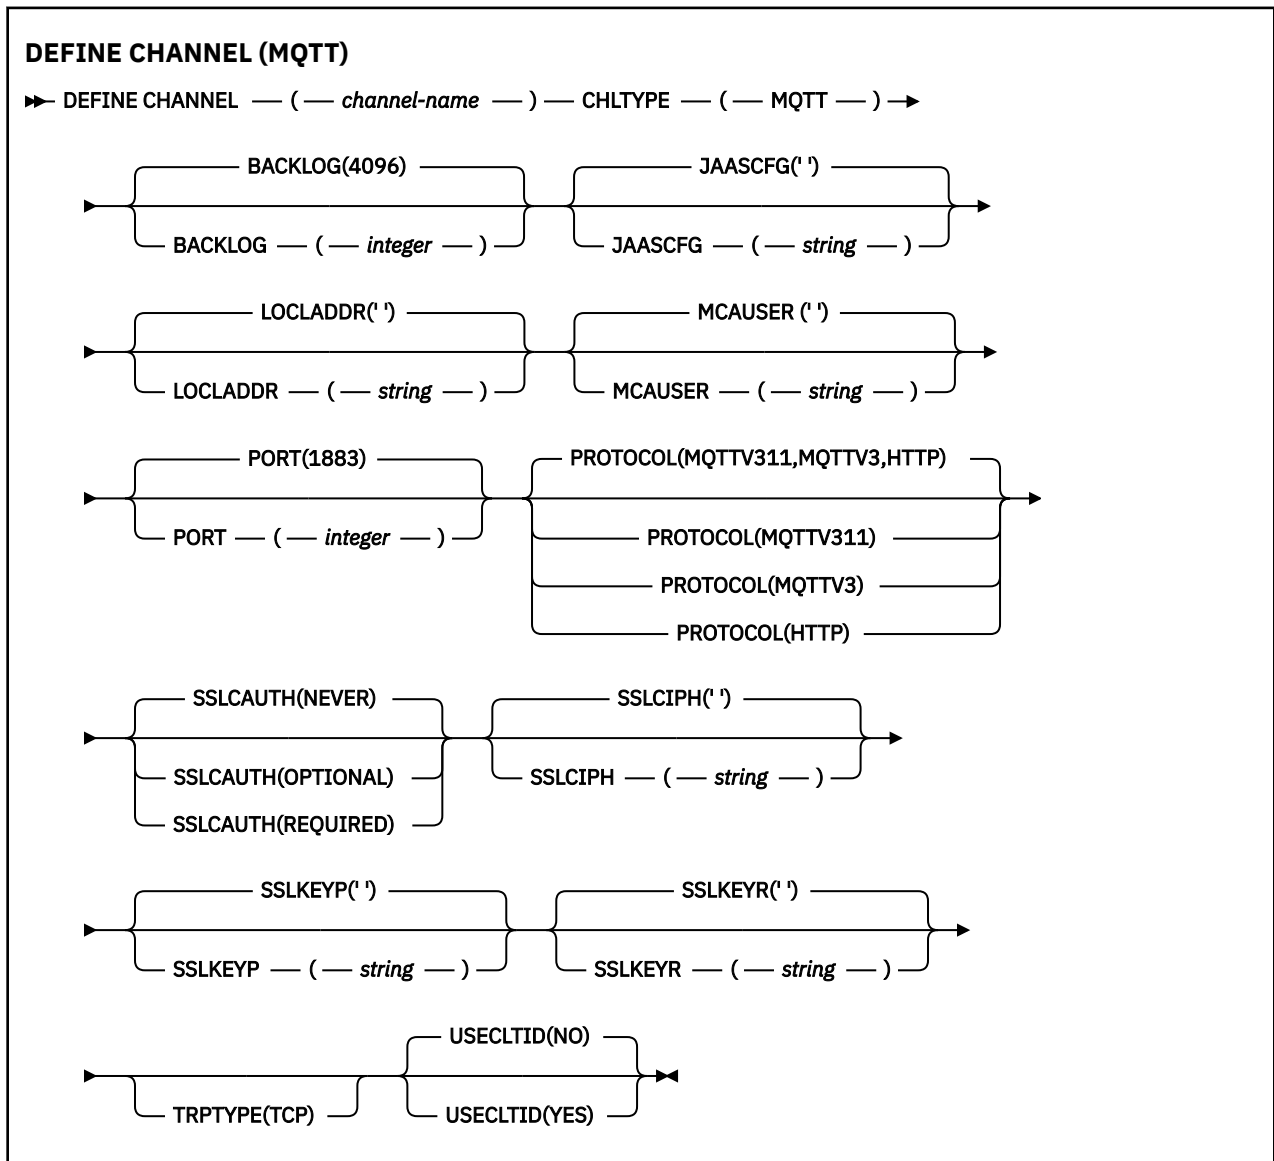 DEFINE CHANNEL (MQTT)
DEFINE CHANNEL ( channel-name ) CHLTYPE ( MQTT )
BACKLOG(4096) JAASCFG(' ')
BACKLOG ( integer ) JAASCFG ( string )
LOCLADDR(' ') MCAUSER (' ')
LOCLADDR ( string ) MCAUSER ( string )
PORT(1883) PROTOCOL(MQTTV311,MQTTV3,HTTP)
PORT ( integer ) PROTOCOL(MQTTV311)
PROTOCOL(MQTTV3)
PROTOCOL(HTTP)
SSLCAUTH(NEVER) SSLCIPH(' ')
SSLCAUTH(OPTIONAL) SSLCIPH ( string )
SSLCAUTH(REQUIRED)
SSLKEYP(' ') SSLKEYR(' ')
SSLKEYP ( string ) SSLKEYR ( string )
USECLTID(NO)
TRPTYPE(TCP) USECLTID(YES)